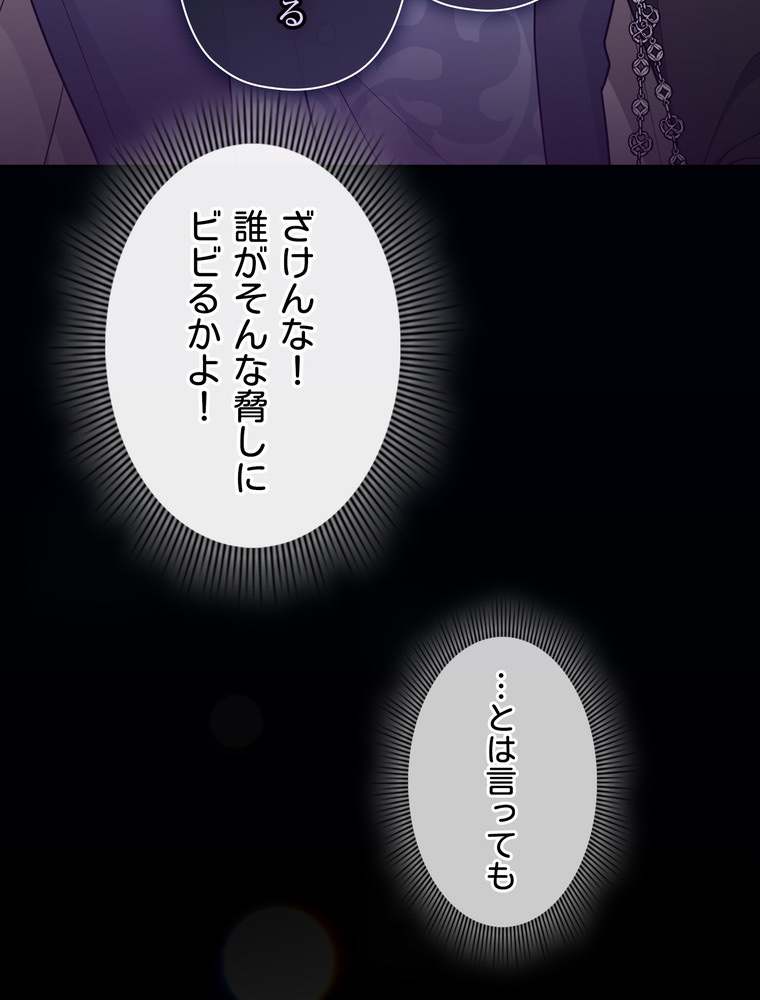 る
ざけんな！
誰がそんな脅しに
ビビるかよ！
…とは言っても